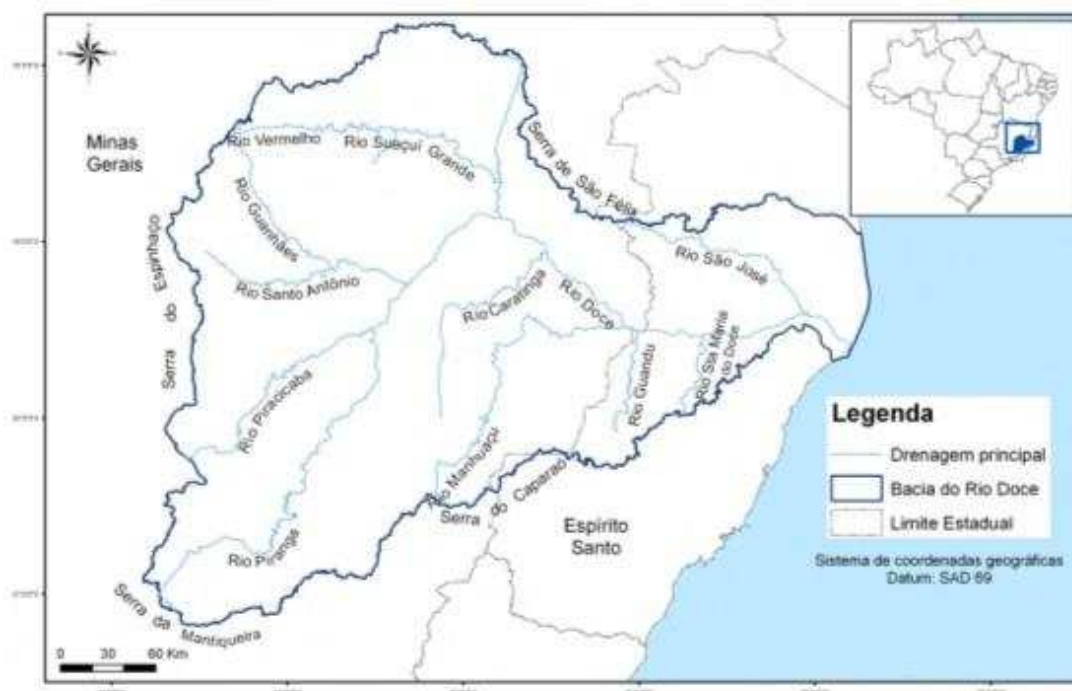 Minas
Gerais
Rio Vermelho
Rio Suaçuí Grande
Serra de São Félix
Rio Guanhães
Rio Santo Antônio
Serra do Espinhaço
Rio Caratinga
Rio Doce
Rio São José
Rio Guandu
Rio Sta Maria
do Doce
Rio Piracicaba
Rio Manhuaçu
Serra do Caparaó
Rio Piranga
Serra da Mantiqueira
Espírito
Santo
Legenda
Drenagem principal
Bacia do Rio Doce
Limite Estadual
Sistema de coordenadas geográficas
Datum: SAD 69
0 30 60 Km